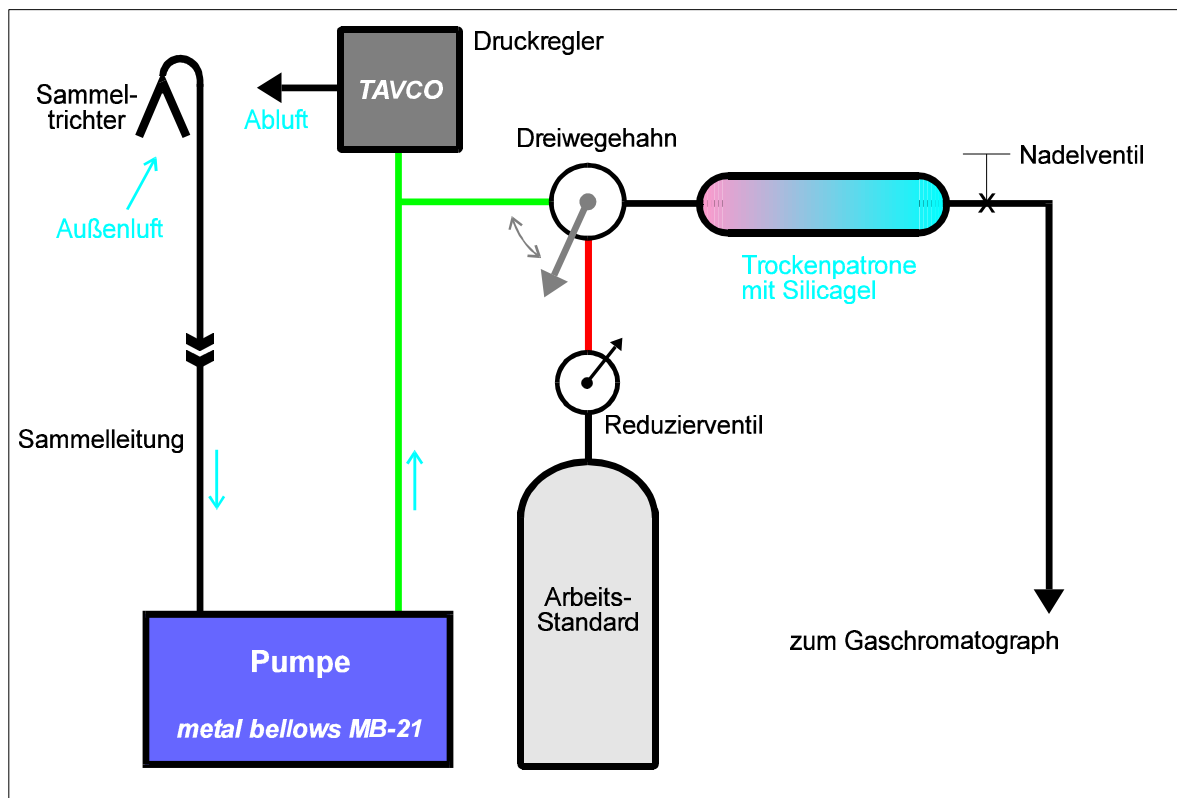 Druckregler
TAVCO
Sammel-
trichter
Abluft
Dreiwegehahn
Nadelventil
Außenluft
Trockenpatrone
mit Silicagel
Sammelleitung
Reduzierventil
Arbeits-
Standard
zum Gaschromatograph
Pumpe
metal bellows MB-21